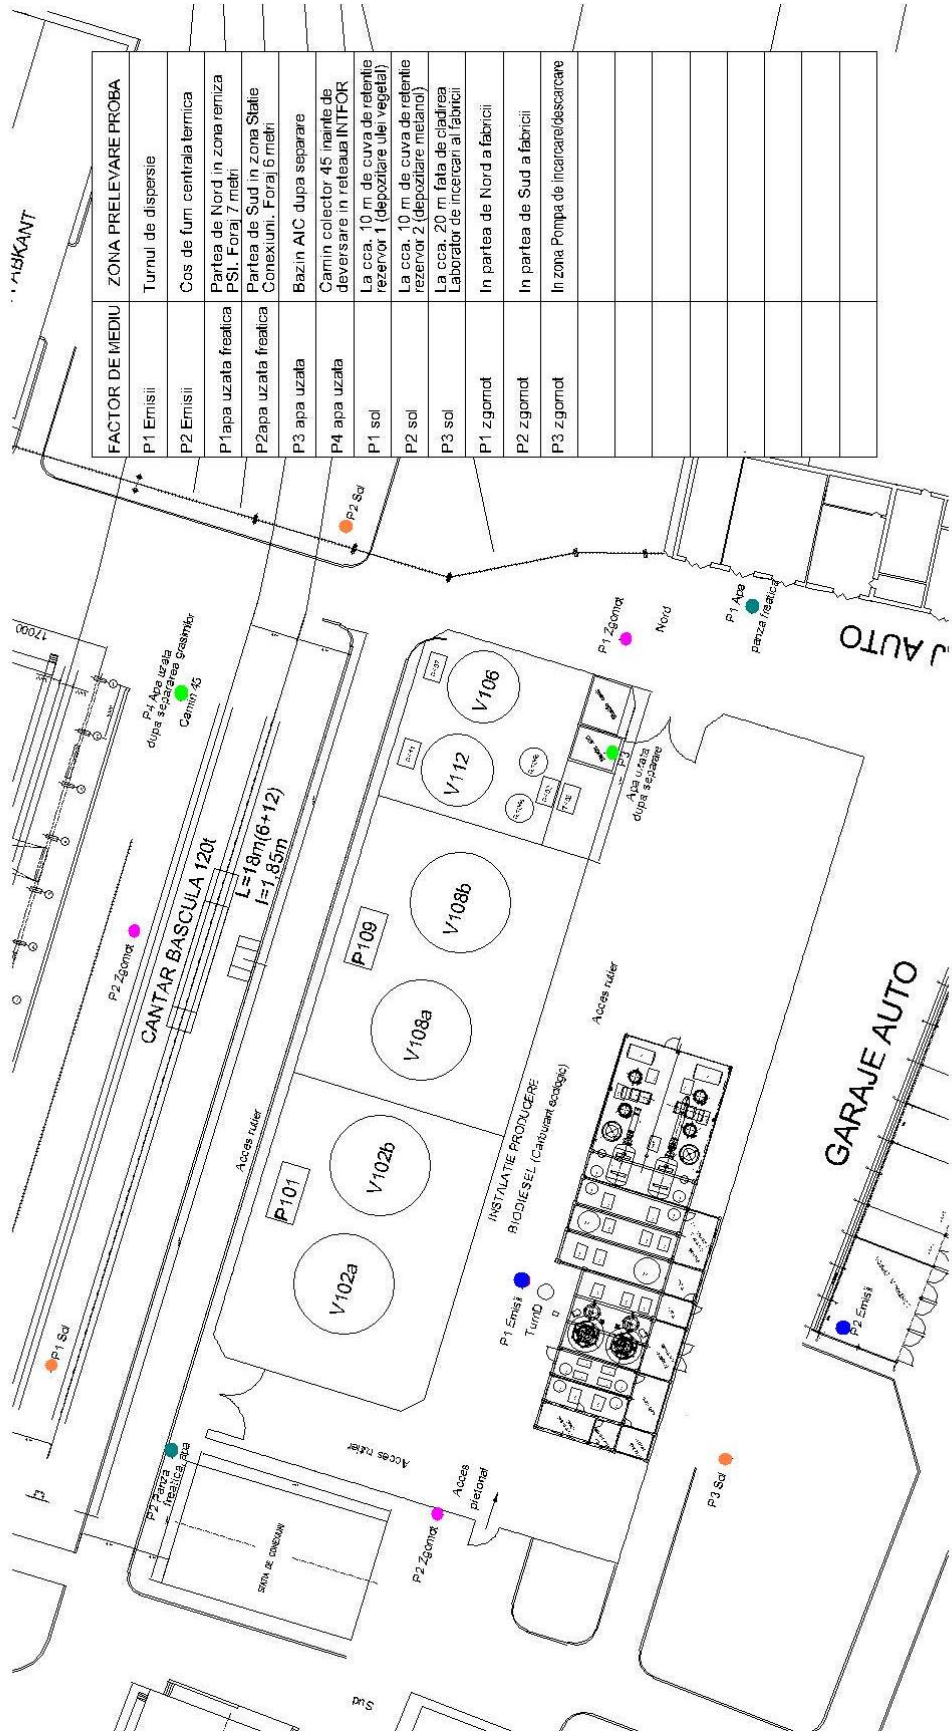 FACTOR DE MEDIU
ZONA PRELEVARE PROBA
P1 Emisii
Turnul de dispersie
P2 Emisii
Cos de fum centrala termica
P1apa uzata freatica
Partea de Nord in zona remiza
PSI. Foraj 7 metri
P2apa uzata freatica
Partea de Sud in zona Statie
Conexiuni. Foraj 6 metri
P3 apa uzata
Bazin AIC dupa separare
P4 apa uzata
Camin colector 45 inainte de
deversare in reteaua INTFOR
P1 sol
La cca. 10 m de cuva de retentie
rezervor 1 (depozitare ulei vegetal)
P2 sol
La cca. 10 m de cuva de retentie
rezervor 2 (depozitare metanol)
P3 sol
La cca. 20 m fata de cladirea
Laborator de incercari al fabricii
P1 zgomot
In partea de Nord a fabricii
P2 zgomot
In partea de Sud a fabricii
P3 zgomot
In zona Pompa de incarcare/descarcare
P2 Sol
17000
P4 Apa uzata
dupa separarea grasimilor
Camin 45
P1 Zgomot
Nord
P1 Apa
panza freatica
J AUTO
V106
V112
P3
Apa uzata
dupa separare
P2 Zgomot
CANTAR BASCULA 120t
L=18m(6+12)
l=1,85m
P109
V108b
V108a
Acces rutier
Acces rutier
P101
V102b
V102a
INSTALATIE PRODUCERE
BIODIESEL (Carburant ecologic)
GARAJE AUTO
P1 Emisii
TurnD
P2 Emisii
P1 Sol
P2 Panza
freatica apa
Acces rutier
STATIA DE CONEXIUNI
P2 Zgomot
Acces
pietonal
P3 Sol
Sud